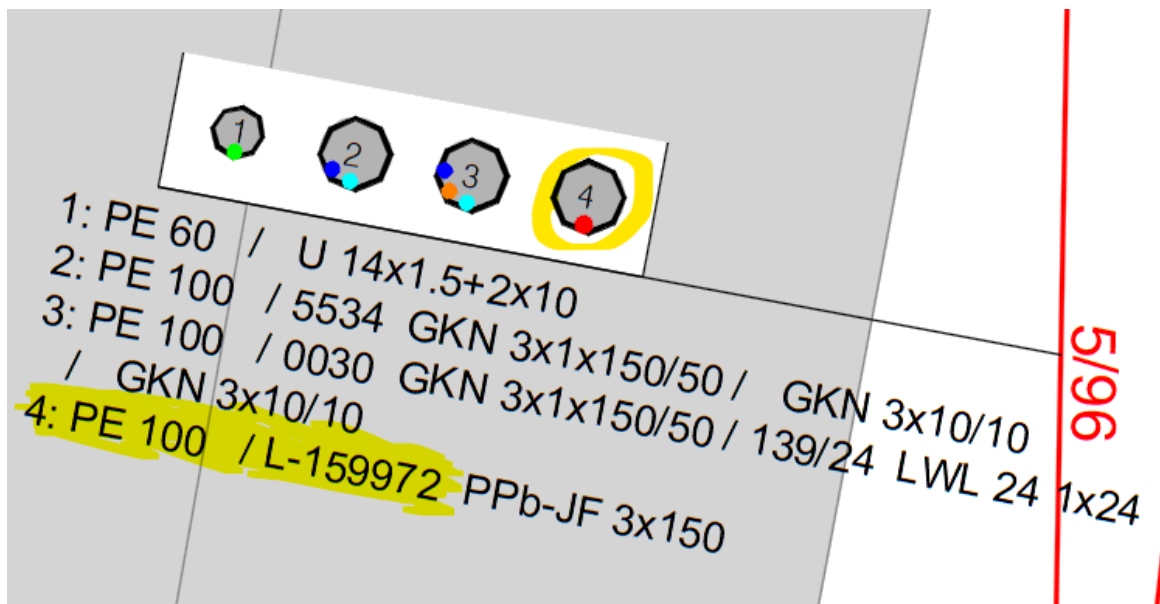 1
2
3
4
1: PE 60 / U 14x1.5+2x10
2: PE 100 / 5534 GKN 3x1x150/50 / GKN 3x10/10
3: PE 100 / 0030 GKN 3x1x150/50 / 139/24 LWL 24 1x24
/ GKN 3x10/10
4: PE 100 / L-159972 PPb-JF 3x150
5/96